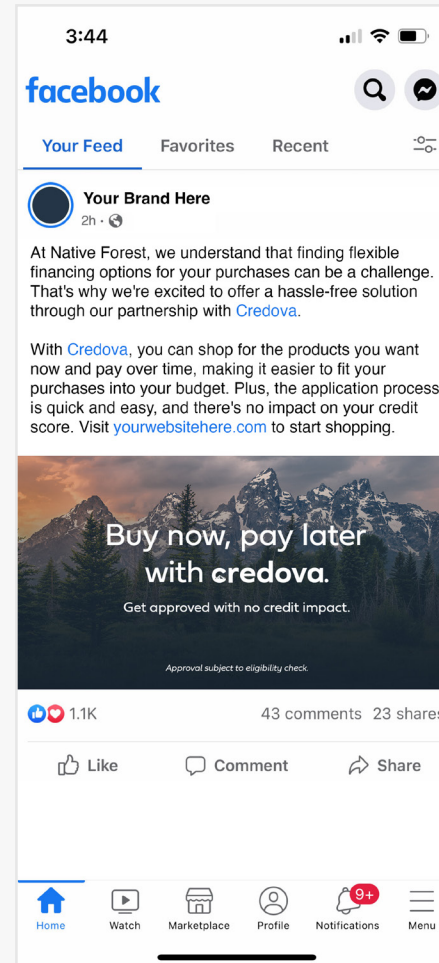 3:44
facebook
Your Feed Favorites Recent
Your Brand Here
2h ·
At Native Forest, we understand that finding flexible
financing options for your purchases can be a challenge.
That's why we're excited to offer a hassle-free solution
through our partnership with Credova.
With Credova, you can shop for the products you want
now and pay over time, making it easier to fit your
purchases into your budget. Plus, the application process
is quick and easy, and there's no impact on your credit
score. Visit yourwebsitehere.com to start shopping.
Buy now, pay later
with credova.
Get approved with no credit impact.
Approval subject to eligibility check.
1.1K 43 comments 23 shares
Like Comment Share
9+
Home Watch Marketplace Profile Notifications Menu